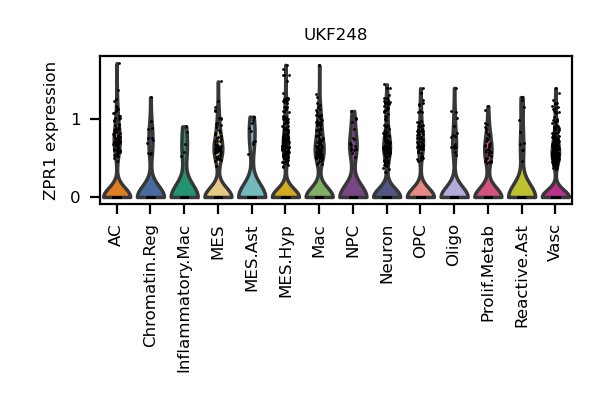 UKF248
ZPR1 expression
1
0
AC
Chromatin.Reg
Inflammatory.Mac
MES
MES.Ast
MES.Hyp
Mac
NPC
Neuron
OPC
Oligo
Prolif.Metab
Reactive.Ast
Vasc